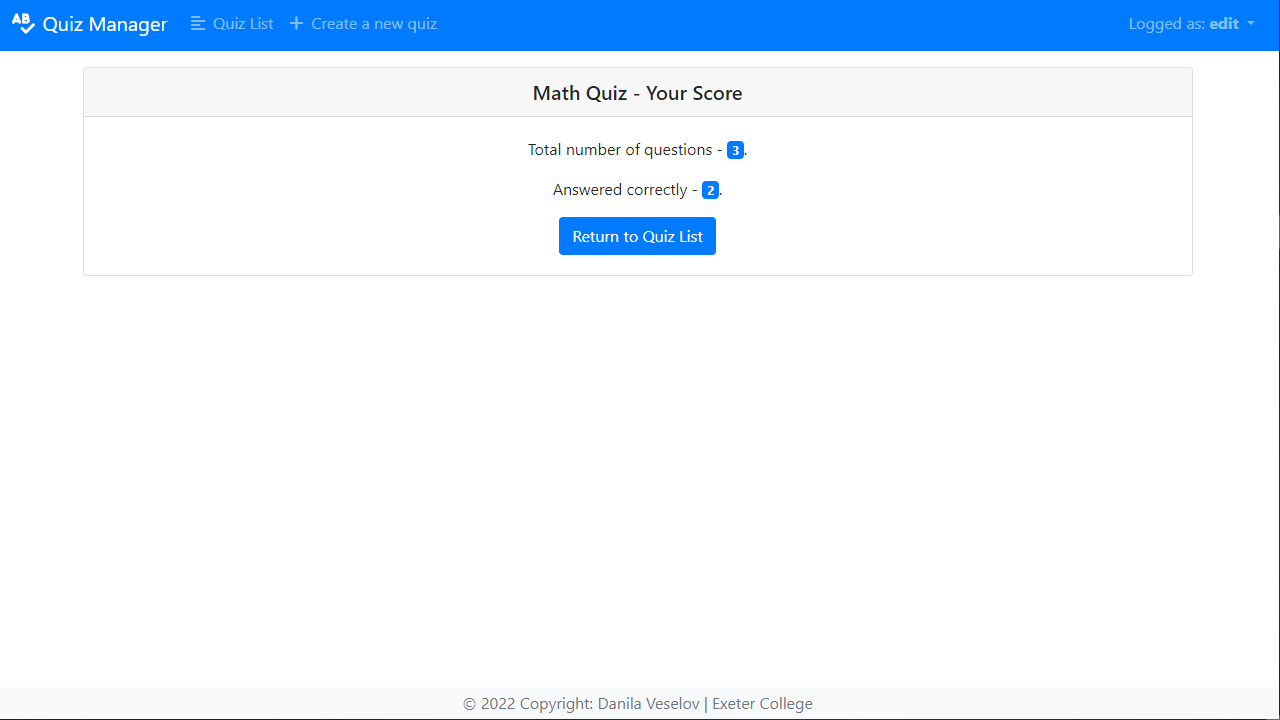 AB Quiz Manager Quiz List Create a new quiz Logged as: edit
Math Quiz - Your Score
Total number of questions - 3.
Answered correctly - 2.
Return to Quiz List
© 2022 Copyright: Danila Veselov | Exeter College